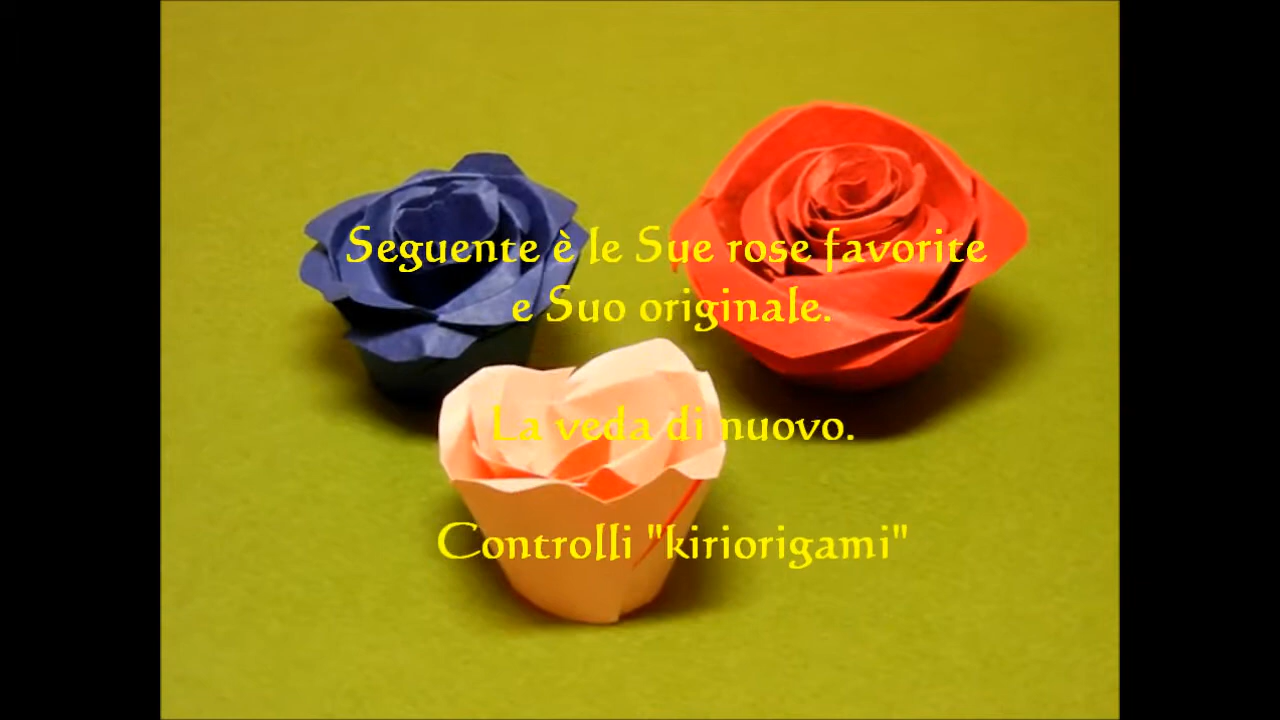 Seguente è le Sue rose favorite
e Suo originale.
La veda di nuovo.
Controlli "kiriorigami"